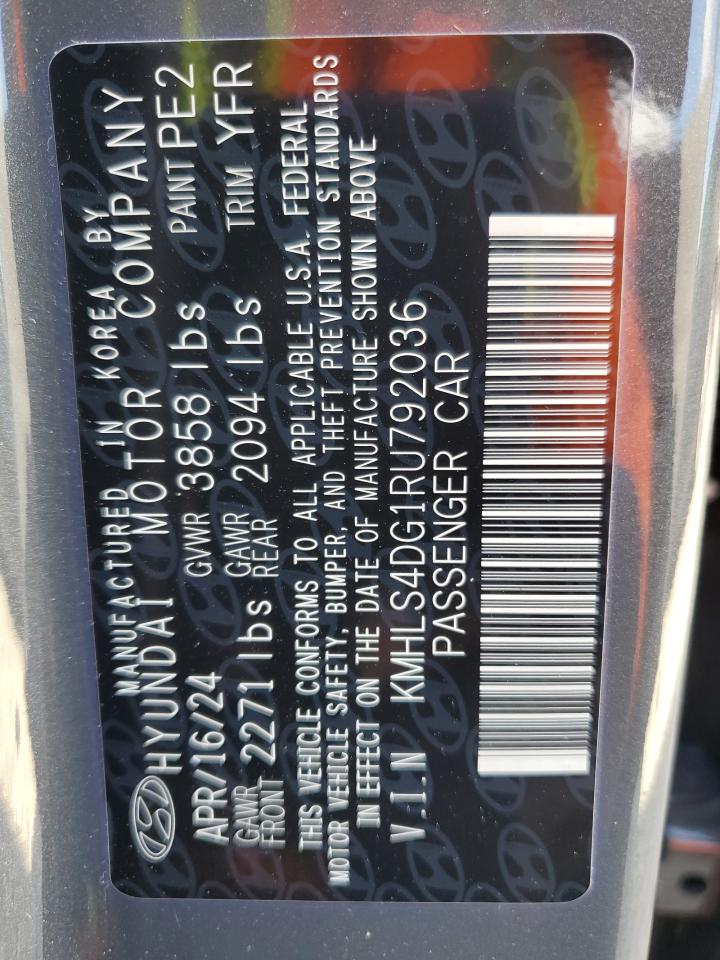 MANUFACTURED IN KOREA BY
HYUNDAI MOTOR COMPANY
APR/16/24 GVWR 3858 lbs PAINT PE2
GAWR FRONT 2271 lbs GAWR REAR 2094 lbs TRIM YFR
THIS VEHICLE CONFORMS TO ALL APPLICABLE U.S.A. FEDERAL
MOTOR VEHICLE SAFETY, BUMPER, AND THEFT PREVENTION STANDARDS
IN EFFECT ON THE DATE OF MANUFACTURE SHOWN ABOVE
V.I.N KMHLS4DG1RU792036
PASSENGER CAR